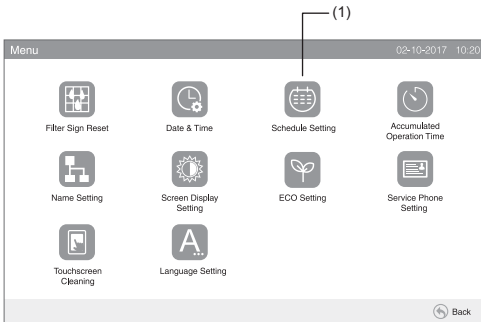 (1)
Menu 02-10-2017 10:20
Filter Sign Reset Date & Time Schedule Setting Accumulated
Operation Time
Name Setting Screen Display
Setting ECO Setting Service Phone
Setting
Touchscreen
Cleaning Language Setting
A...
Back